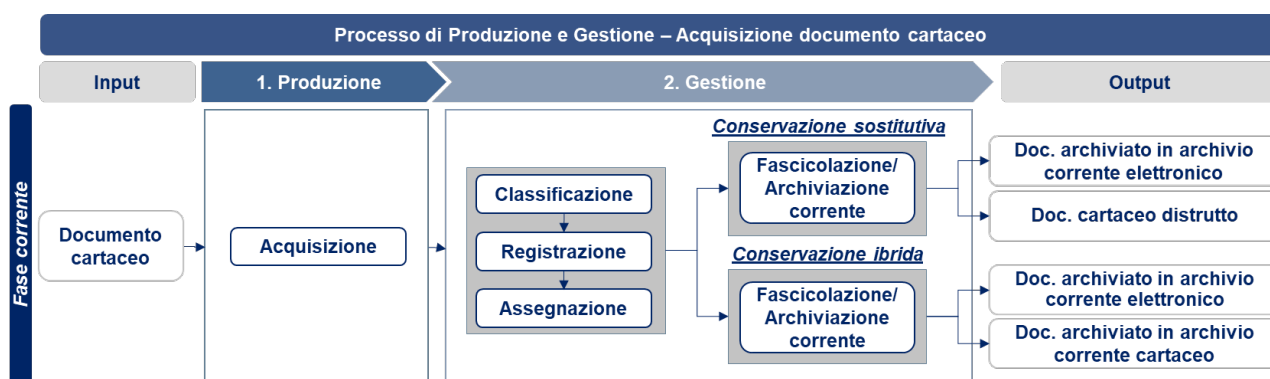 Processo di Produzione e Gestione – Acquisizione documento cartaceo
Input
1. Produzione
2. Gestione
Output
Fase corrente
Documento
cartaceo
Acquisizione
Classificazione
Registrazione
Assegnazione
Conservazione sostitutiva
Fascicolazione/
Archiviazione
corrente
Conservazione ibrida
Fascicolazione/
Archiviazione
corrente
Doc. archiviato in archivio
corrente elettronico
Doc. cartaceo distrutto
Doc. archiviato in archivio
corrente elettronico
Doc. archiviato in archivio
corrente cartaceo